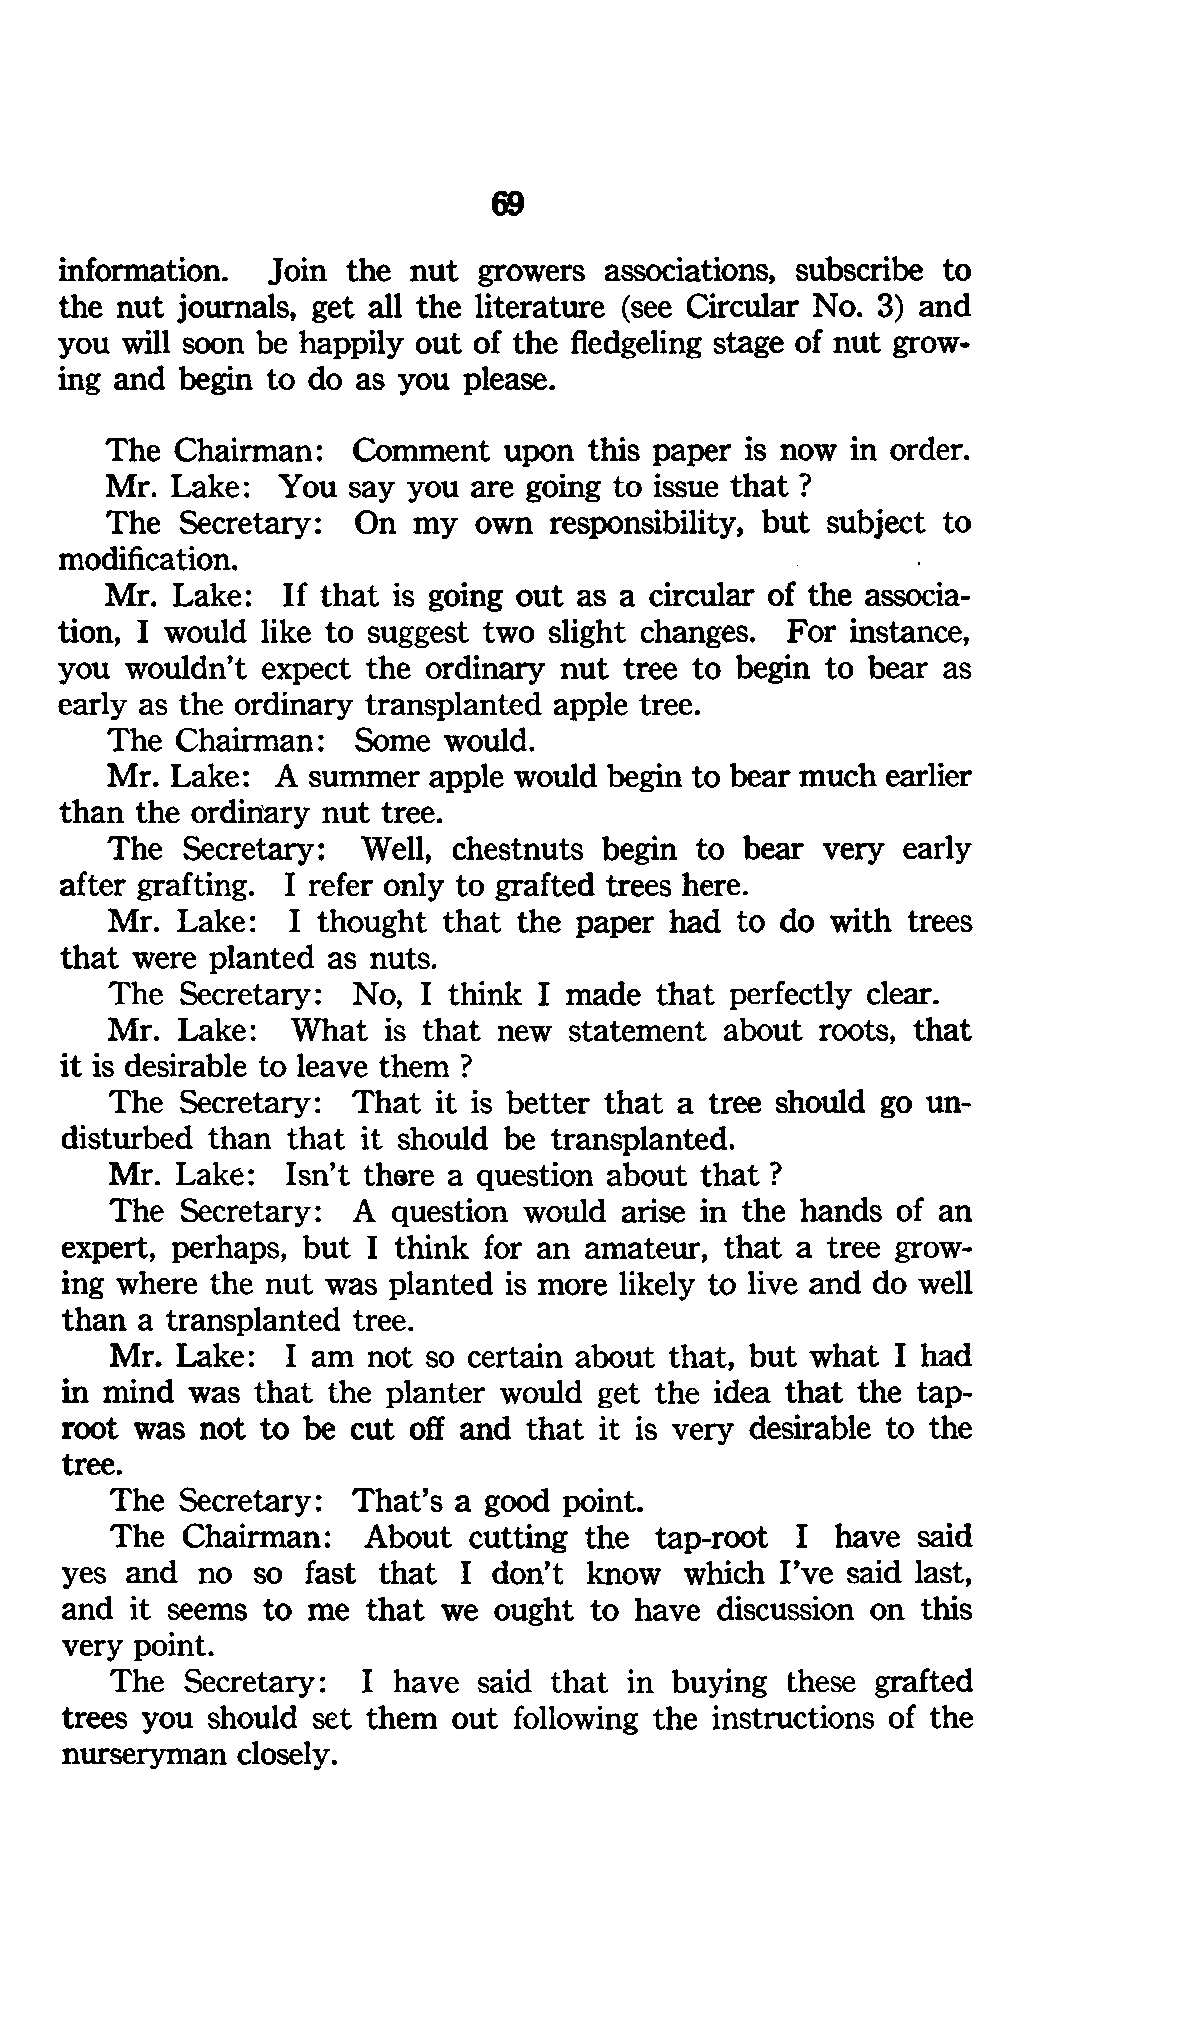 69
information. Join the nut growers associations, subscribe to
the nut journals, get all the literature (see Circular No. 3) and
you will soon be happily out of the fledgeling stage of nut grow-
ing and begin to do as you please.
The Chairman: Comment upon this paper is now in order.
Mr. Lake: You say you are going to issue that ?
The Secretary: On my own responsibility, but subject to
modification.
Mr. Lake: If that is going out as a circular of the associa-
tion, I would like to suggest two slight changes. For instance,
you wouldn't expect the ordinary nut tree to begin to bear as
early as the ordinary transplanted apple tree.
The Chairman: Some would.
Mr. Lake: A summer apple would begin to bear much earlier
than the ordinary nut tree.
The Secretary: Well, chestnuts begin to bear very early
after grafting. I refer only to grafted trees here.
Mr. Lake: I thought that the paper had to do with trees
that were planted as nuts.
The Secretary: No, I think I made that perfectly clear.
Mr. Lake: What is that new statement about roots, that
it is desirable to leave them ?
The Secretary: That it is better that a tree should go un-
disturbed than that it should be transplanted.
Mr. Lake: Isn't there a question about that ?
The Secretary: A question would arise in the hands of an
expert, perhaps, but I think for an amateur, that a tree grow-
ing where the nut was planted is more likely to live and do well
than a transplanted tree.
Mr. Lake: I am not so certain about that, but what I had
in mind was that the planter would get the idea that the tap-
root was not to be cut off and that it is very desirable to the
tree.
The Secretary: That's a good point.
The Chairman: About cutting the tap-root I have said
yes and no so fast that I don't know which I've said last,
and it seems to me that we ought to have discussion on this
very point.
The Secretary: I have said that in buying these grafted
trees you should set them out following the instructions of the
nurseryman closely.